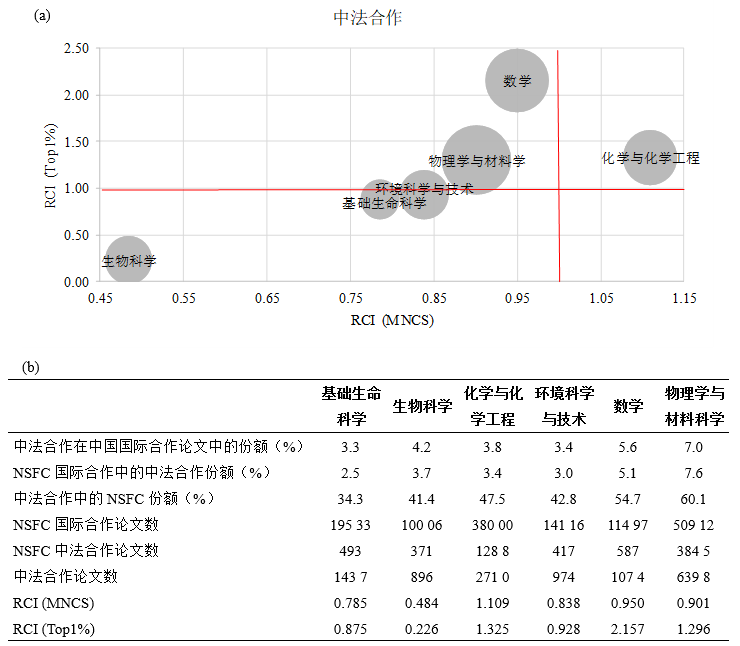 (a)
中法合作
2.50
2.00
1.50
1.00
0.50
0.00
RCI (Top1%)
数学
物理学与材料学
化学与化学工程
环境科学与技术
基础生命科学
生物科学
0.45 0.55 0.65 0.75 0.85 0.95 1.05 1.15
RCI (MNCS)
(b)
基础生命科学 生物科学 化学与化学工程 环境科学与技术 数学 物理学与材料科学
中法合作在中国国际合作论文中的份额（%） 3.3 4.2 3.8 3.4 5.6 7.0
NSFC 国际合作中的中法合作份额（%） 2.5 3.7 3.4 3.0 5.1 7.6
中法合作中的 NSFC 份额（%） 34.3 41.4 47.5 42.8 54.7 60.1
NSFC 国际合作论文数 195 33 100 06 380 00 141 16 114 97 509 12
NSFC 中法合作论文数 493 371 128 8 417 587 384 5
中法合作论文数 143 7 896 271 0 974 107 4 639 8
RCI (MNCS) 0.785 0.484 1.109 0.838 0.950 0.901
RCI (Top1%) 0.875 0.226 1.325 0.928 2.157 1.296